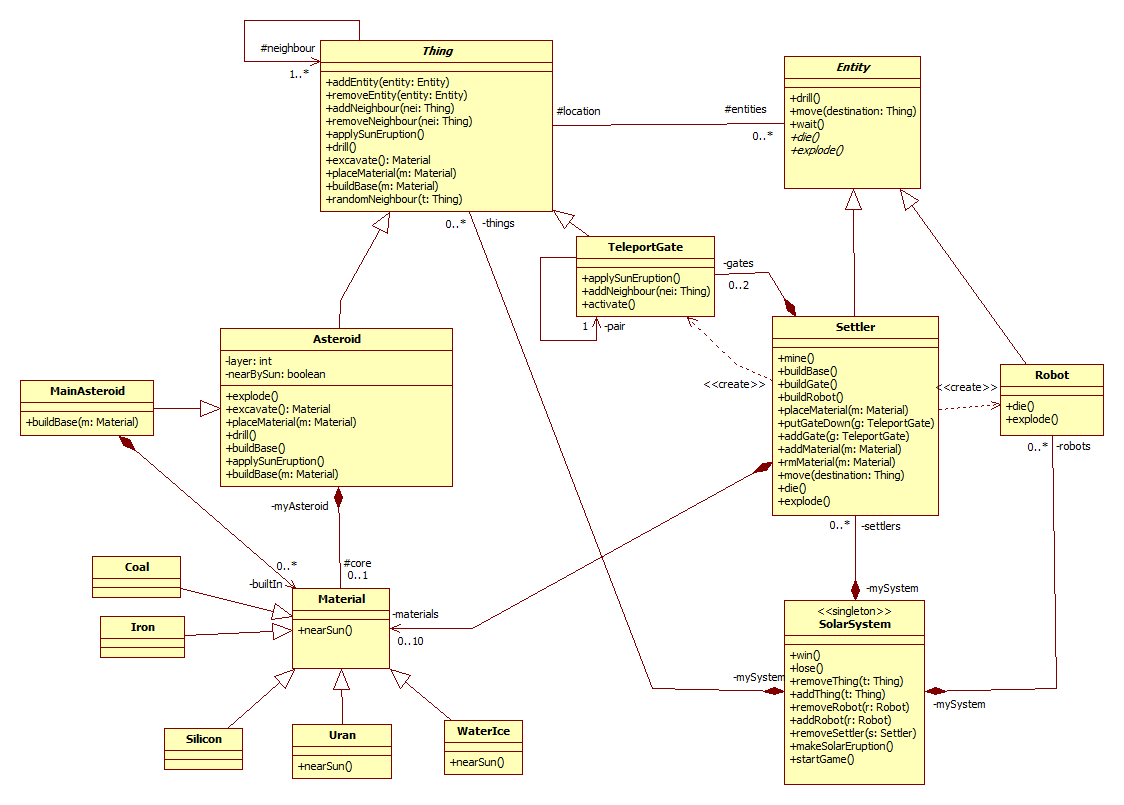 Thing
#neighbour
1..*
+addEntity(entity: Entity)
+removeEntity(entity: Entity)
+addNeighbour(nei: Thing)
+removeNeighbour(nei: Thing)
+applySunEruption()
+drill()
+excavate(): Material
+placeMaterial(m: Material)
+buildBase(m: Material)
+randomNeighbour(t: Thing)
#location
#entities
0..*
Entity
+drill()
+move(destination: Thing)
+wait()
+die()
+explode()
0..*
-things
TeleportGate
+applySunEruption()
+addNeighbour(nei: Thing)
+activate()
1
-pair
-gates
0..2
<<create>>
Settler
+mine()
+buildBase()
+buildGate()
+buildRobot()
+placeMaterial(m: Material)
+putGateDown(g: TeleportGate)
+addGate(g: TeleportGate)
+addMaterial(m: Material)
+rmMaterial(m: Material)
+move(destination: Thing)
+die()
+explode()
<<create>>
Robot
+die()
+explode()
0..*
-robots
Asteroid
-layer: int
-nearBySun: boolean
+explode()
+excavate(): Material
+placeMaterial(m: Material)
+drill()
+buildBase()
+applySunEruption()
+buildBase(m: Material)
MainAsteroid
+buildBase(m: Material)
-myAsteroid
#core
0..1
0..*
-builtIn
Coal
Iron
Material
+nearSun()
-materials
0..10
Silicon
Uran
+nearSun()
WaterIce
+nearSun()
0..*
-settlers
-mySystem
-mySystem
-mySystem
<<singleton>>
SolarSystem
+win()
+lose()
+removeThing(t: Thing)
+addThing(t: Thing)
+removeRobot(r: Robot)
+addRobot(r: Robot)
+removeSettler(s: Settler)
+makeSolarEruption()
+startGame()